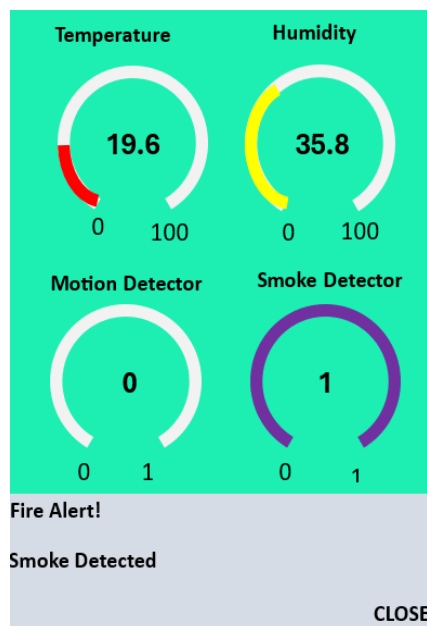 Temperature Humidity
19.6 35.8
0 100 0 100
Motion Detector Smoke Detector
0 1
0 1 0 1
Fire Alert!
Smoke Detected
CLOSE